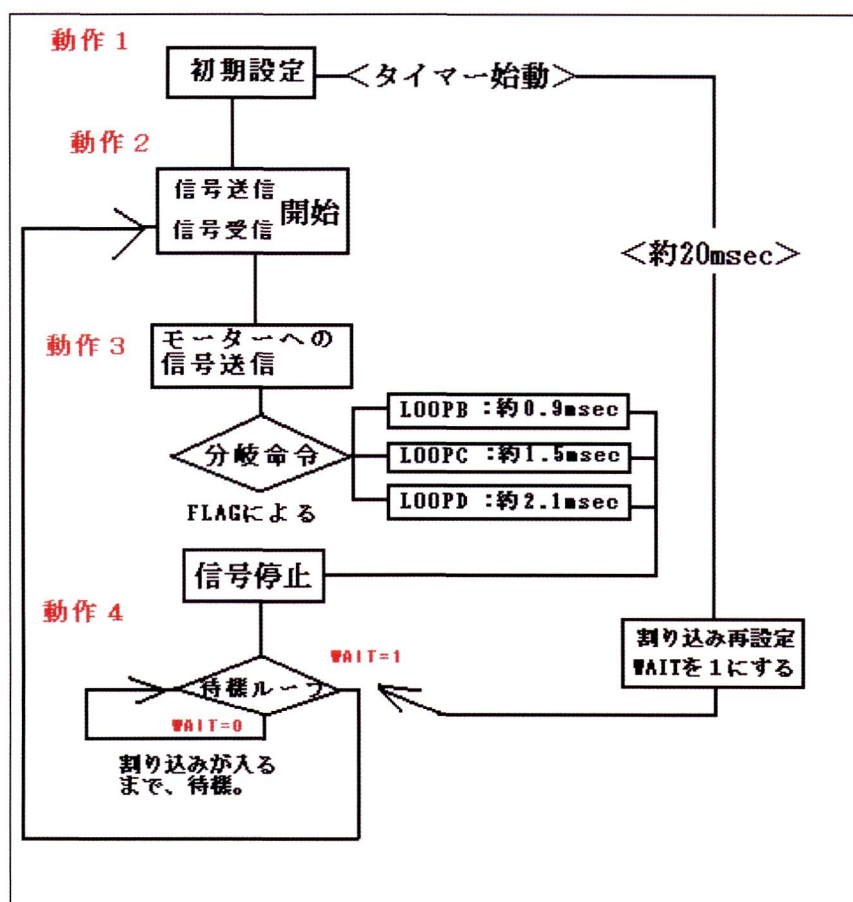 動作1
初期設定
<タイマー始動>
動作2
信号送信
信号受信
開始
<約20msec>
動作3
モーターへの
信号送信
分岐命令
FLAGによる
LOOPB :約0.9msec
LOOPC :約1.5msec
LOOPD :約2.1msec
信号停止
動作4
割り込み再設定
WAITを1にする
WAIT=1
待機ループ
WAIT=0
割り込みが入る
まで、待機。